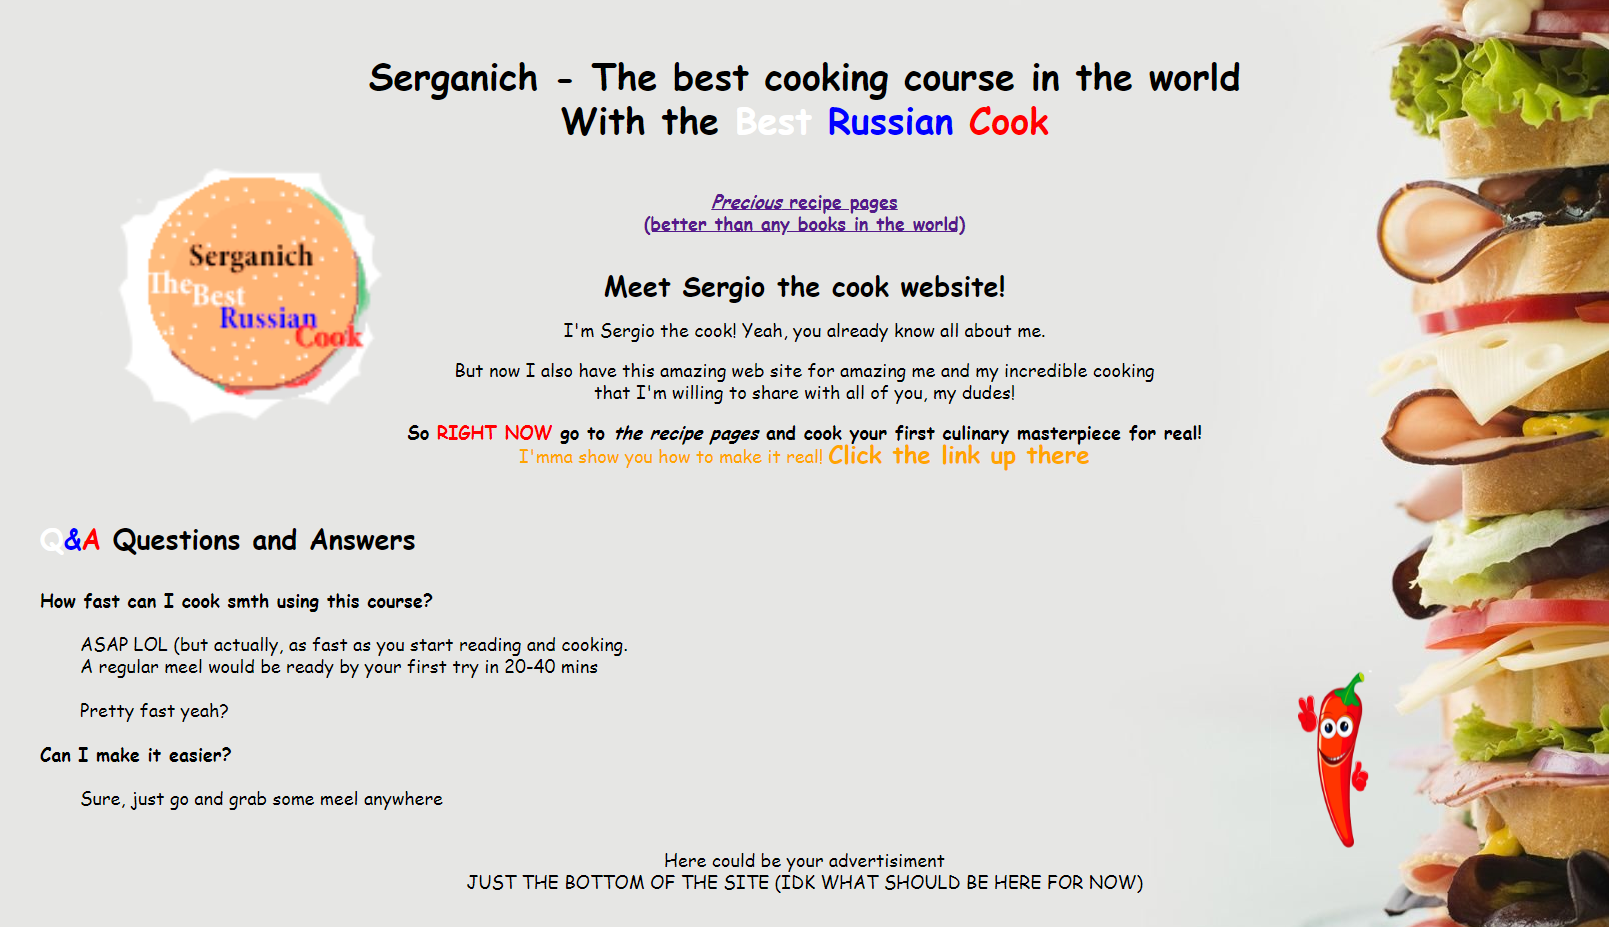 Serganich - The best cooking course in the world
With the Best Russian Cook
Precious recipe pages
(better than any books in the world)
Serganich
The Best
Russian
Cook
Meet Sergio the cook website!
I'm Sergio the cook! Yeah, you already know all about me.
But now I also have this amazing web site for amazing me and my incredible cooking
that I'm willing to share with all of you, my dudes!
So RIGHT NOW go to the recipe pages and cook your first culinary masterpiece for real!
I'mma show you how to make it real! Click the link up there
Q&A Questions and Answers
How fast can I cook smth using this course?
ASAP LOL (but actually, as fast as you start reading and cooking.
A regular meel would be ready by your first try in 20-40 mins
Pretty fast yeah?
Can I make it easier?
Sure, just go and grab some meel anywhere
Here could be your advertisiment
JUST THE BOTTOM OF THE SITE (IDK WHAT SHOULD BE HERE FOR NOW)